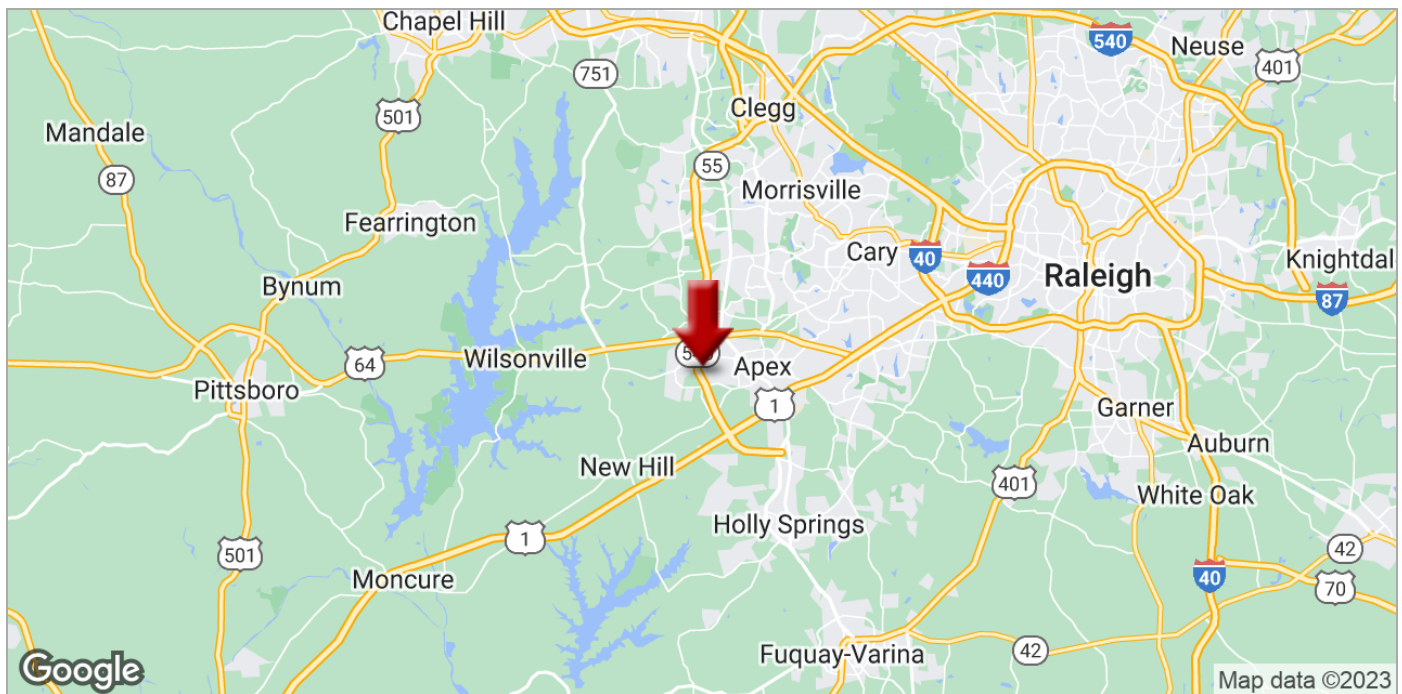 Chapel Hill
540
Neuse
401
751
Clegg
501
Mandale
87
55
Morrisville
Fearrington
Cary
40
440
Raleigh
Knightdal
87
Bynum
64
Wilsonville
Apex
Pittsboro
1
Garner
Auburn
New Hill
401
White Oak
Holly Springs
1
501
Moncure
42
40
70
Fuquay-Varina
42
Google
Map data ©2023